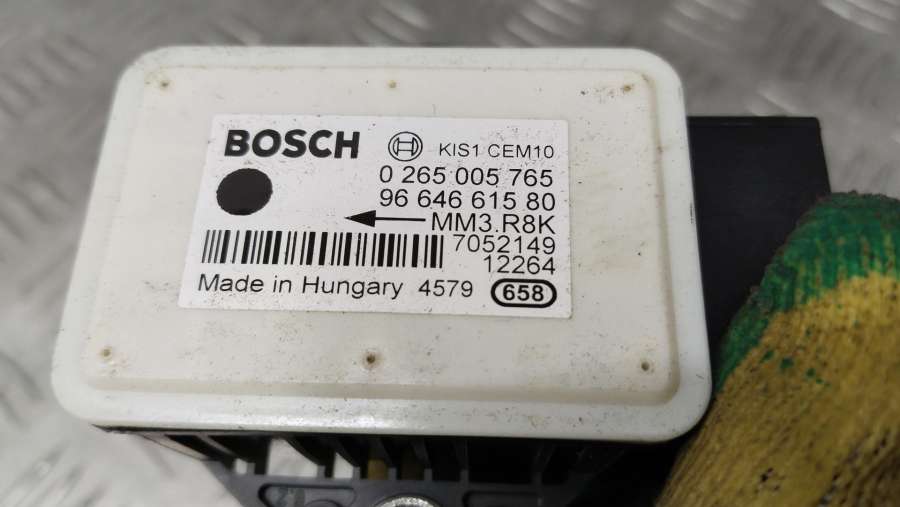 BOSCH KIS1 CEM10
0 265 005 765
96 646 615 80
MM3.R8K
7052149
12264
Made in Hungary 4579 658